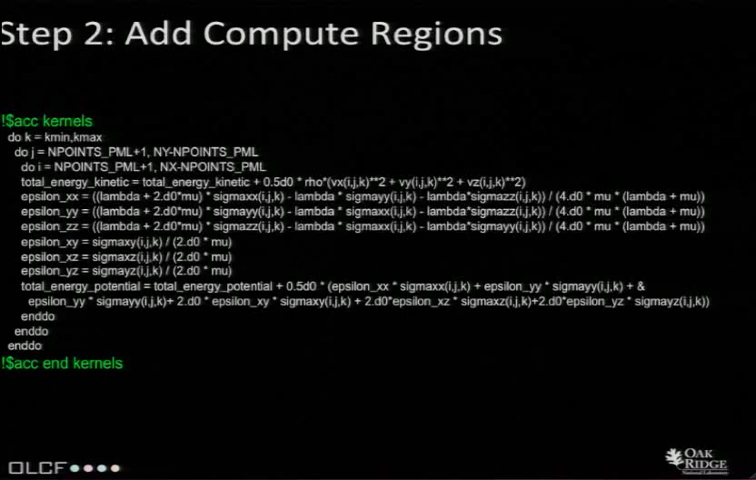 Step 2: Add Compute Regions
!$acc kernels
do k = kmin,kmax
do j = NPOINTS_PML+1, NY-NPOINTS_PML
do i = NPOINTS_PML+1, NX-NPOINTS_PML
total_energy_kinetic = total_energy_kinetic + 0.5d0 * rho*(vx(i,j,k)**2 + vy(i,j,k)**2 + vz(i,j,k)**2)
epsilon_xx = ((lambda + 2.d0*mu) * sigmaxx(i,j,k) - lambda * sigmayy(i,j,k) - lambda*sigmazz(i,j,k)) / (4.d0 * mu * (lambda + mu))
epsilon_yy = ((lambda + 2.d0*mu) * sigmayy(i,j,k) - lambda * sigmaxx(i,j,k) - lambda*sigmazz(i,j,k)) / (4.d0 * mu * (lambda + mu))
epsilon_zz = ((lambda + 2.d0*mu) * sigmazz(i,j,k) - lambda * sigmaxx(i,j,k) - lambda*sigmayy(i,j,k)) / (4.d0 * mu * (lambda + mu))
epsilon_xy = sigmaxy(i,j,k) / (2.d0 * mu)
epsilon_xz = sigmaxz(i,j,k) / (2.d0 * mu)
epsilon_yz = sigmayz(i,j,k) / (2.d0 * mu)
total_energy_potential = total_energy_potential + 0.5d0 * (epsilon_xx * sigmaxx(i,j,k) + epsilon_yy * sigmayy(i,j,k) + &
epsilon_yy * sigmayy(i,j,k)+ 2.d0 * epsilon_xy * sigmaxy(i,j,k) + 2.d0*epsilon_xz * sigmaxz(i,j,k)+2.d0*epsilon_yz * sigmayz(i,j,k))
enddo
enddo
enddo
!$acc end kernels
OLCF
OAK
RIDGE
National Laboratory